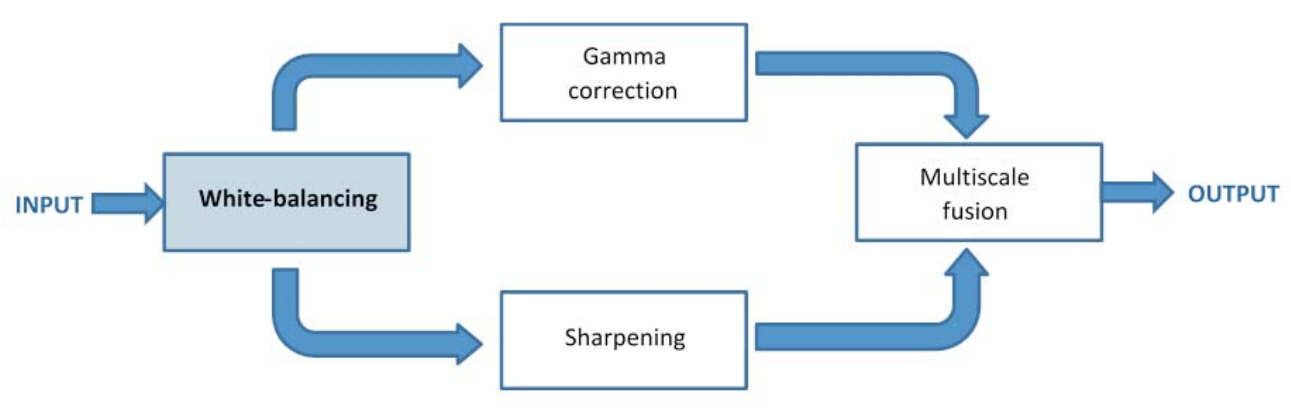 Gamma
correction
INPUT
White-balancing
Multiscale
fusion
OUTPUT
Sharpening